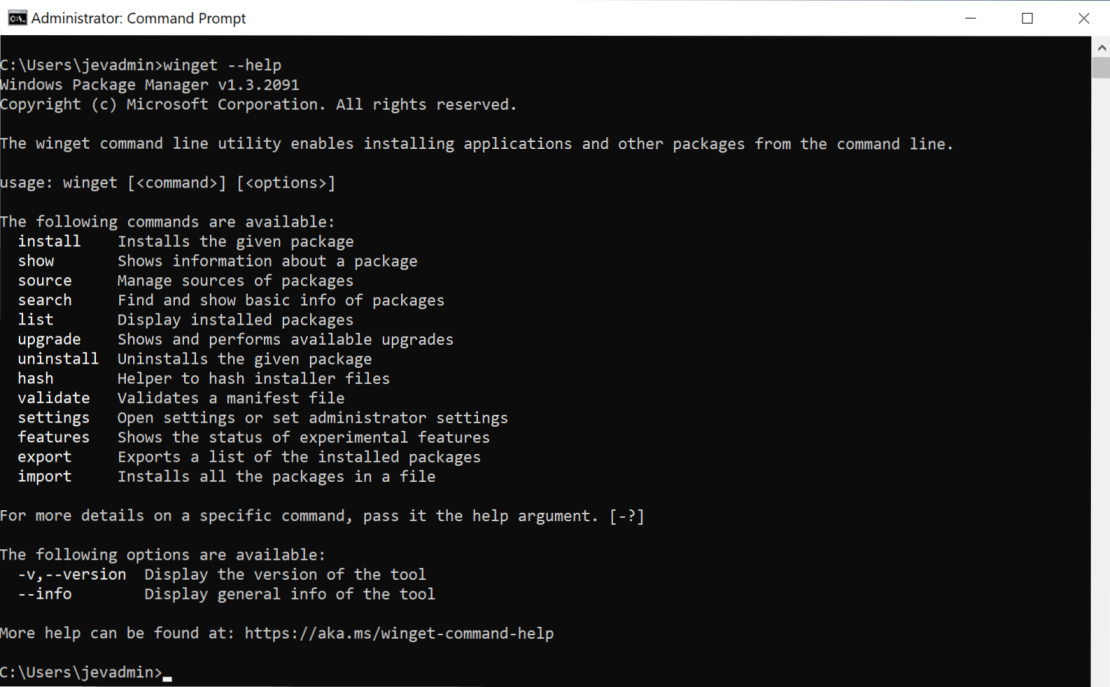 Administrator: Command Prompt
C:\Users\jevadmin>winget --help
Windows Package Manager v1.3.2091
Copyright (c) Microsoft Corporation. All rights reserved.
The winget command line utility enables installing applications and other packages from the command line.
usage: winget [<command>] [<options>]
The following commands are available:
  install    Installs the given package
  show       Shows information about a package
  source     Manage sources of packages
  search     Find and show basic info of packages
  list       Display installed packages
  upgrade    Shows and performs available upgrades
  uninstall  Uninstalls the given package
  hash       Helper to hash installer files
  validate   Validates a manifest file
  settings   Open settings or set administrator settings
  features   Shows the status of experimental features
  export     Exports a list of the installed packages
  import     Installs all the packages in a file
For more details on a specific command, pass it the help argument. [-?]
The following options are available:
  -v,--version  Display the version of the tool
  --info        Display general info of the tool
More help can be found at: https://aka.ms/winget-command-help
C:\Users\jevadmin>